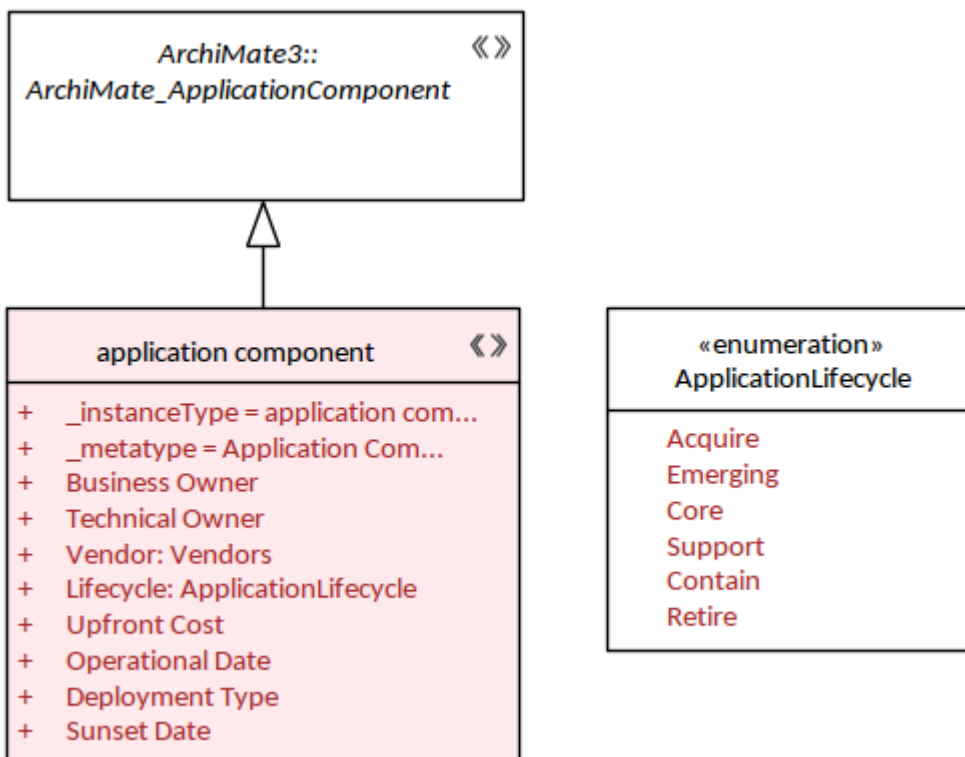 ArchiMate3::
ArchiMate_ApplicationComponent
《》
application component
《》
+ _instanceType = application com...
+ _metatype = Application Com...
+ Business Owner
+ Technical Owner
+ Vendor: Vendors
+ Lifecycle: ApplicationLifecycle
+ Upfront Cost
+ Operational Date
+ Deployment Type
+ Sunset Date
«enumeration»
ApplicationLifecycle
Acquire
Emerging
Core
Support
Contain
Retire